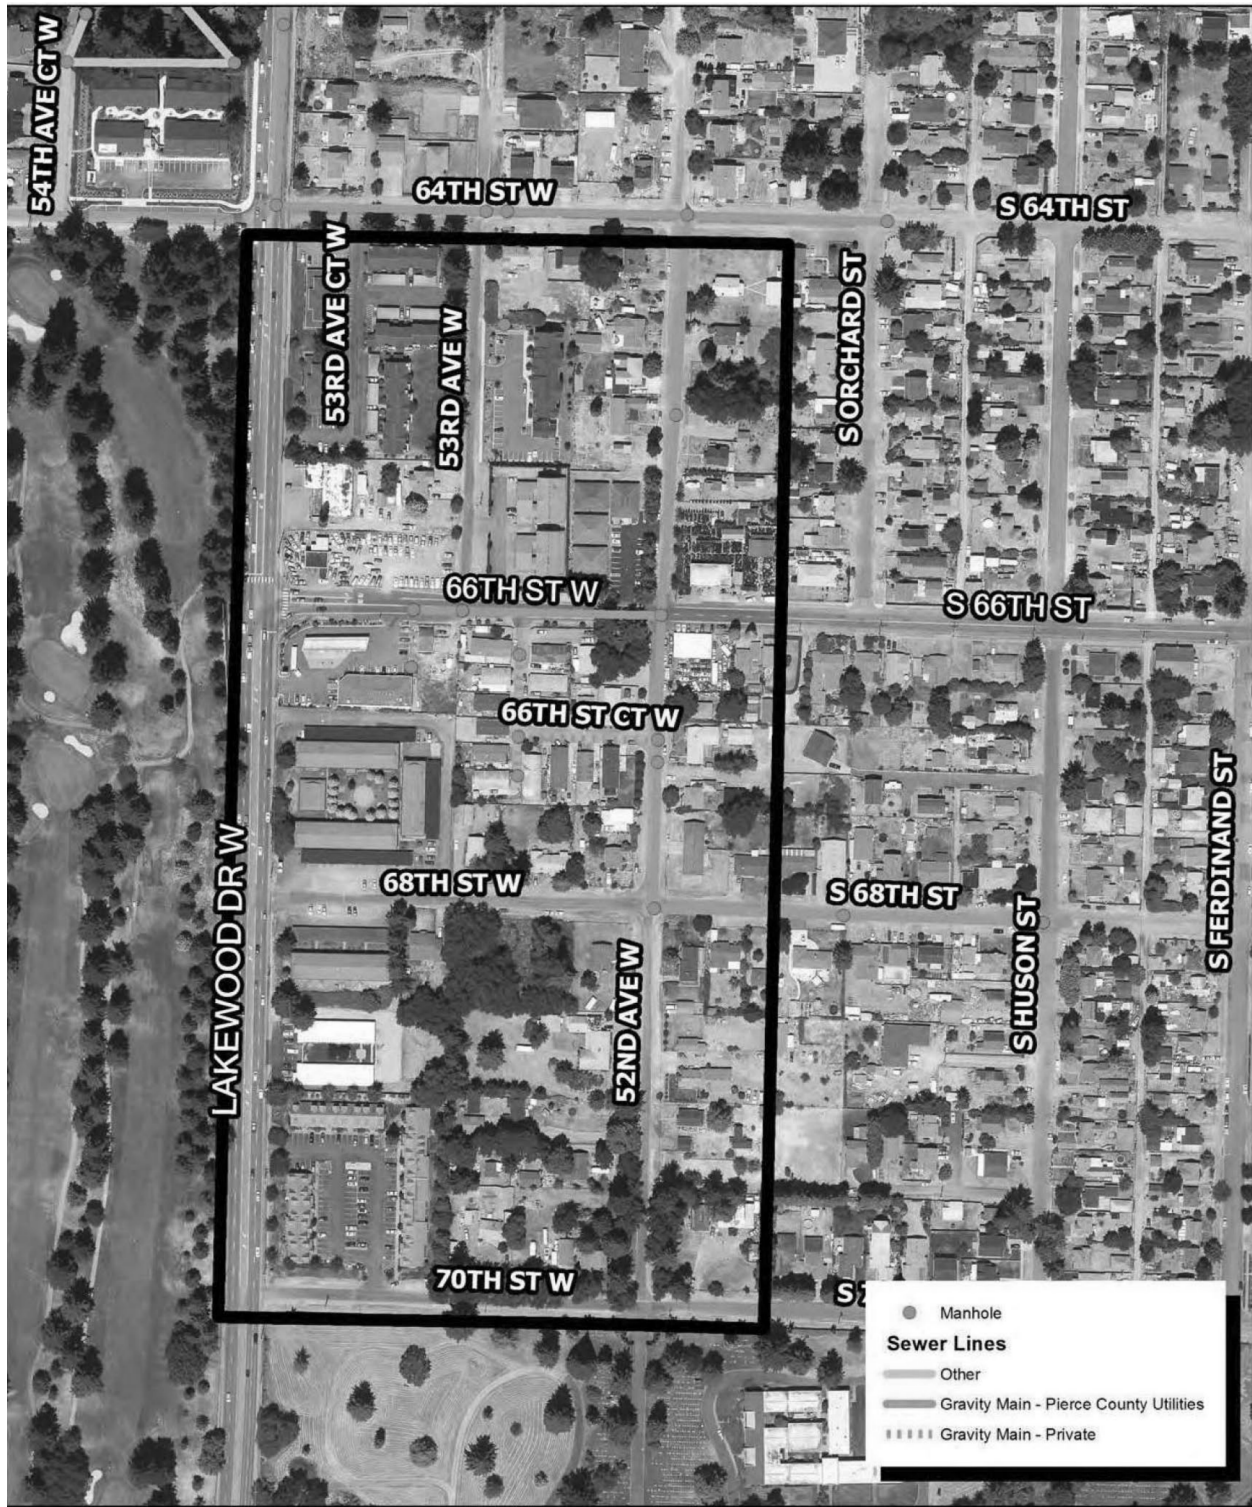 54TH AVE CT W
64TH ST W
S 64TH ST
53RD AVE CT W
53RD AVE W
S ORCHARD ST
66TH ST W
S 66TH ST
66TH ST CT W
S FERDINAND ST
LAKEWOOD DR W
68TH ST W
S 68TH ST
S HUSON ST
52ND AVE W
70TH ST W
S 7
Manhole
Sewer Lines
Other
Gravity Main - Pierce County Utilities
Gravity Main - Private